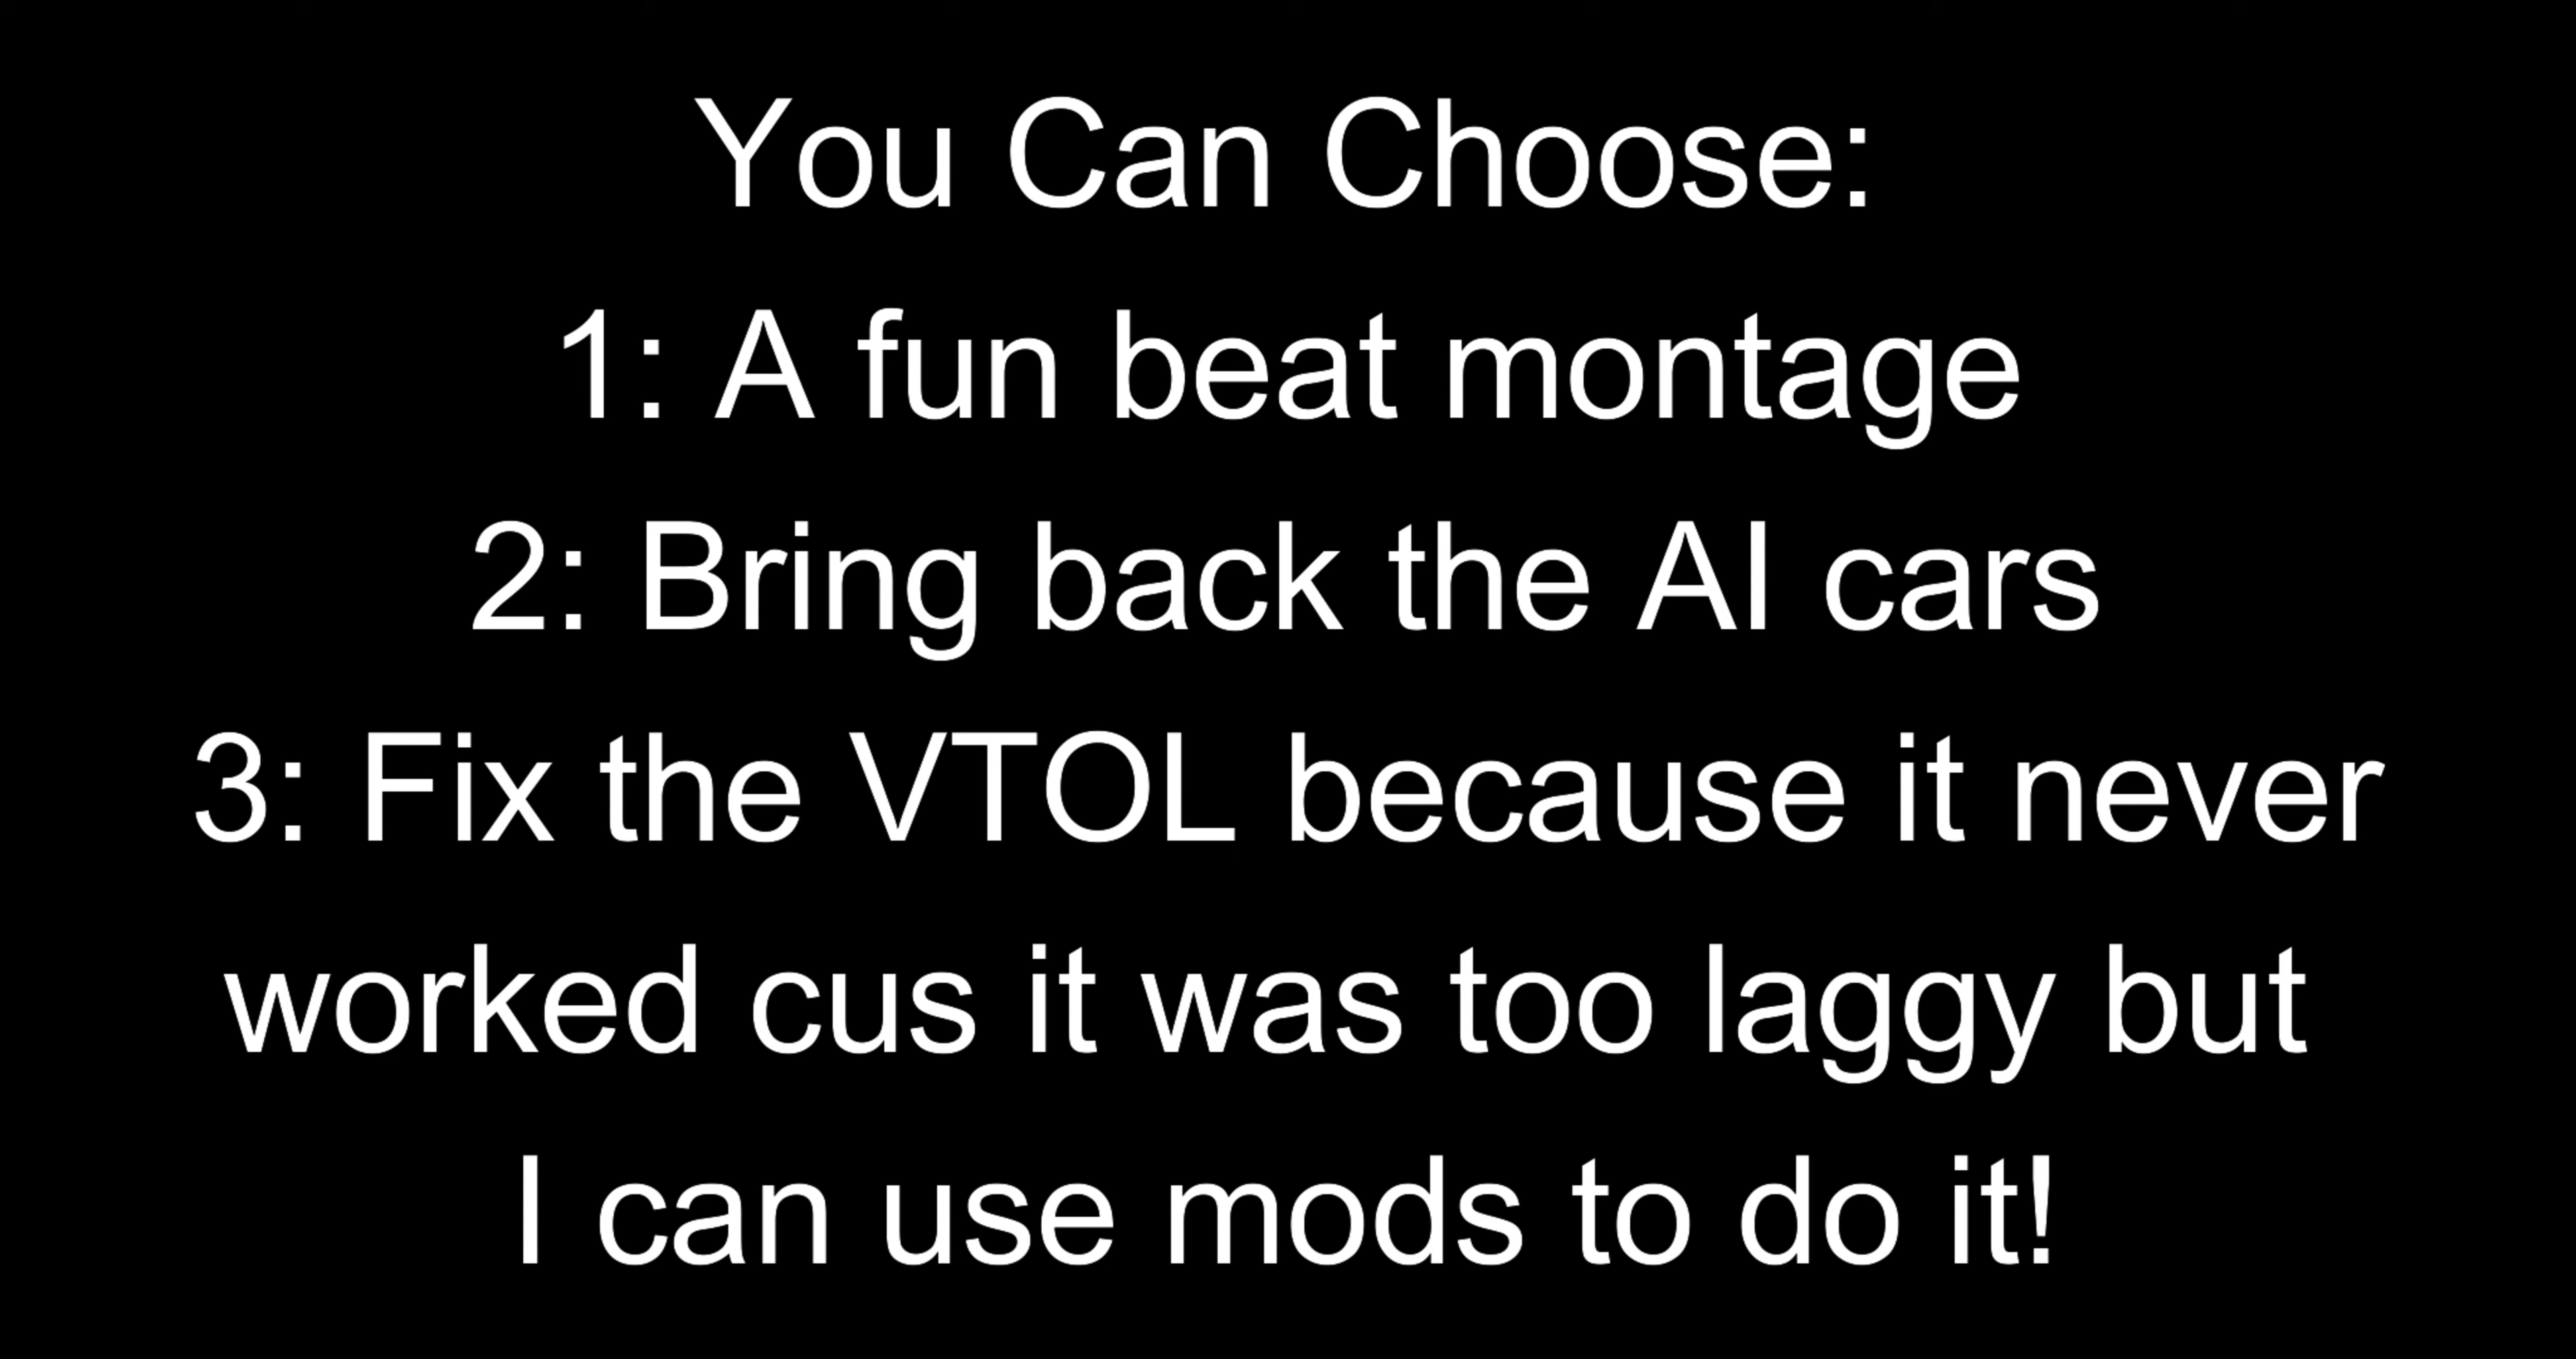 You Can Choose:
1: A fun beat montage
2: Bring back the AI cars
3: Fix the VTOL because it never
worked cus it was too laggy but
I can use mods to do it!